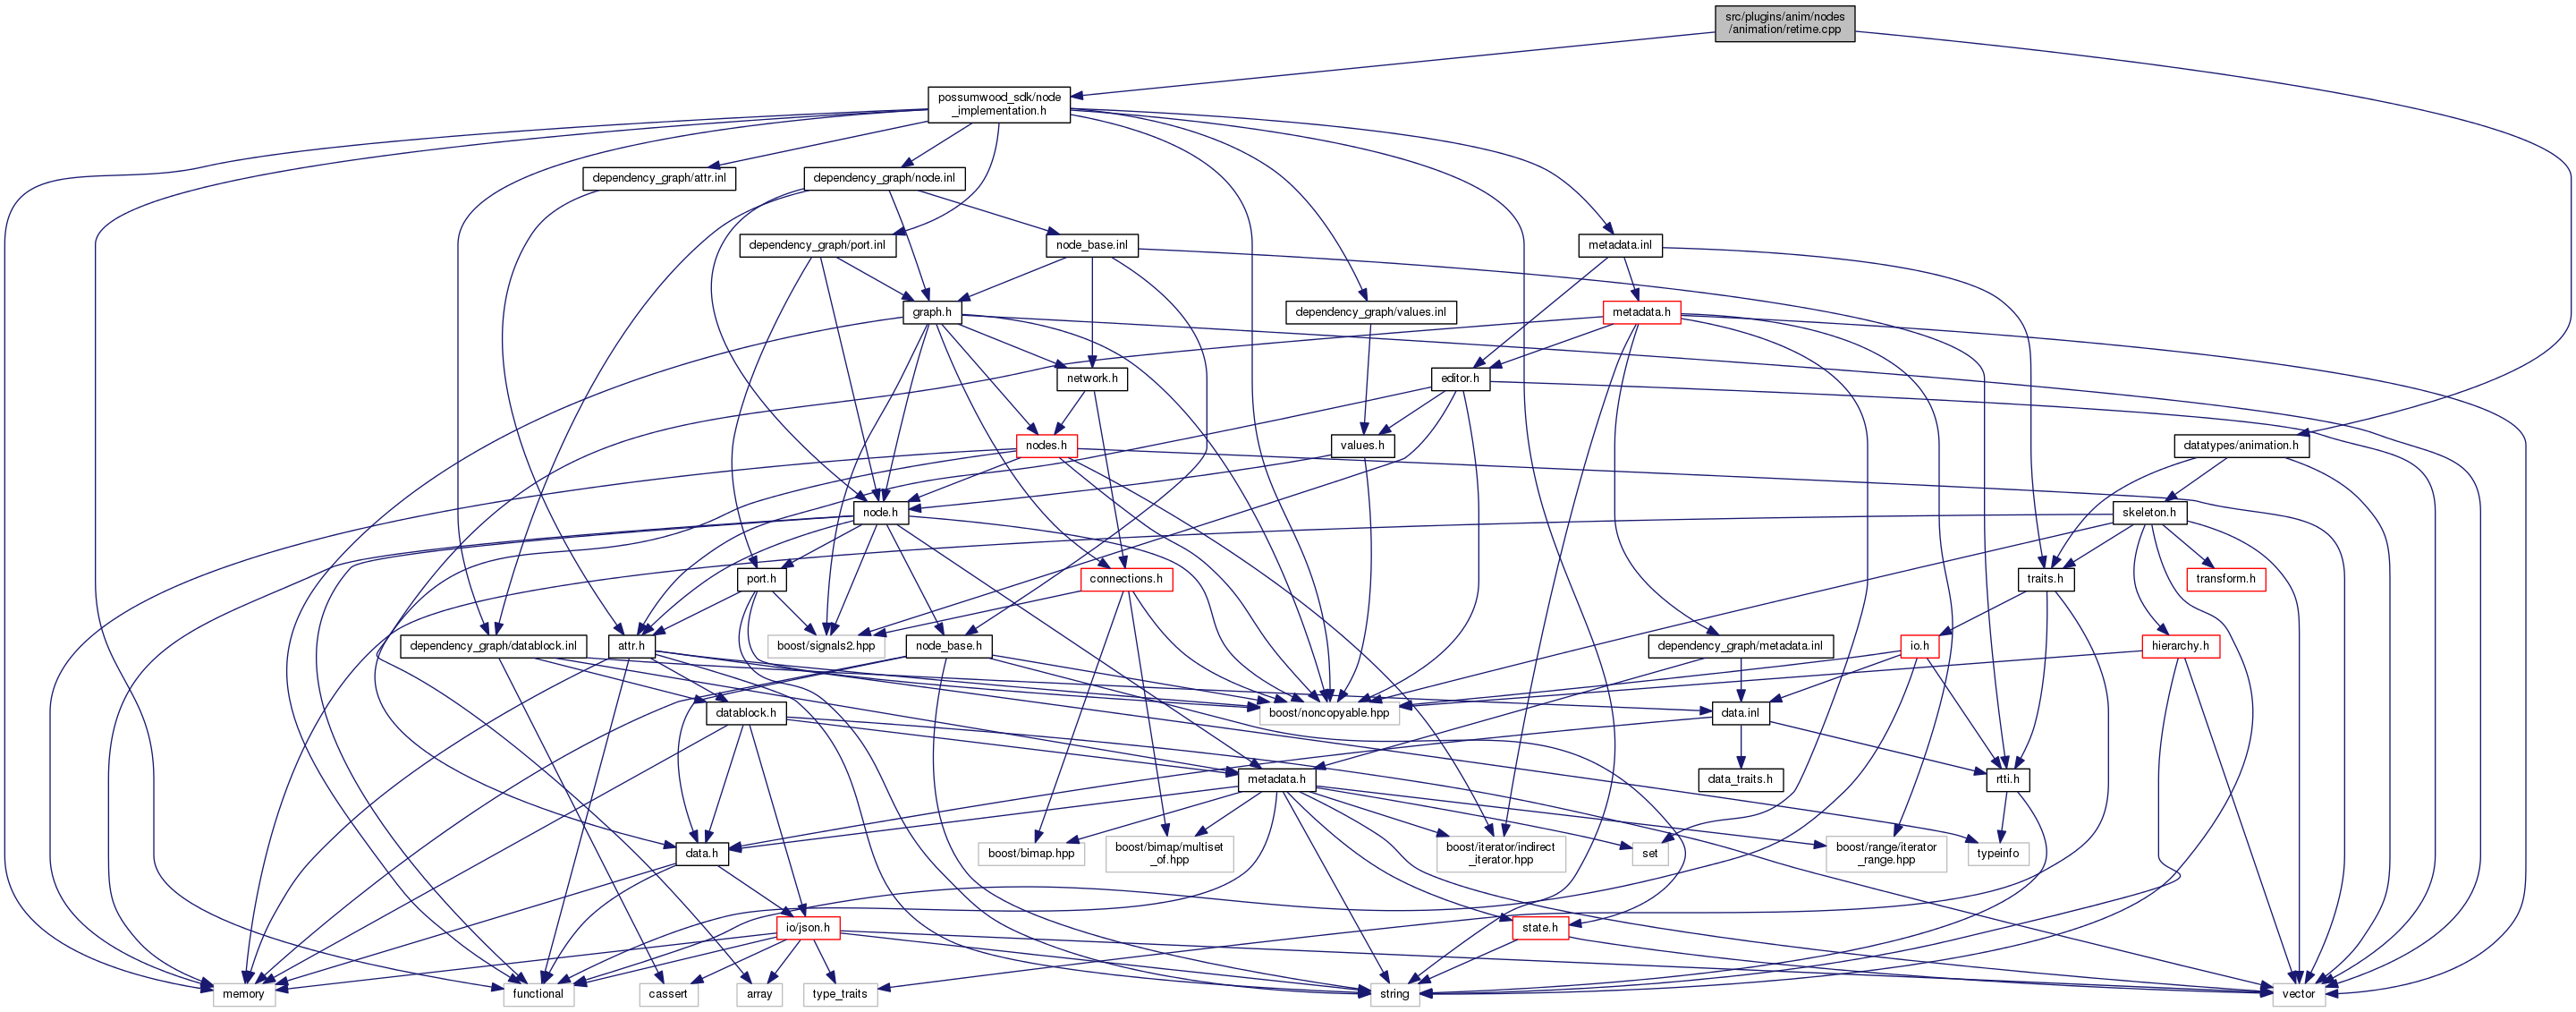 src/plugins/anim/nodes
/animation/retime.cpp
possumwood_sdk/node
_implementation.h
dependency_graph/attr.inl
dependency_graph/node.inl
dependency_graph/port.inl
node_base.inl
metadata.inl
graph.h
dependency_graph/values.inl
metadata.h
network.h
editor.h
nodes.h
values.h
datatypes/animation.h
node.h
skeleton.h
port.h
connections.h
traits.h
transform.h
dependency_graph/datablock.inl
attr.h
boost/signals2.hpp
node_base.h
dependency_graph/metadata.inl
io.h
hierarchy.h
datablock.h
boost/noncopyable.hpp
data.inl
metadata.h
data_traits.h
rtti.h
data.h
boost/bimap.hpp
boost/bimap/multiset
_of.hpp
boost/iterator/indirect
_iterator.hpp
set
boost/range/iterator
_range.hpp
typeinfo
io/json.h
state.h
memory
functional
cassert
array
type_traits
string
vector